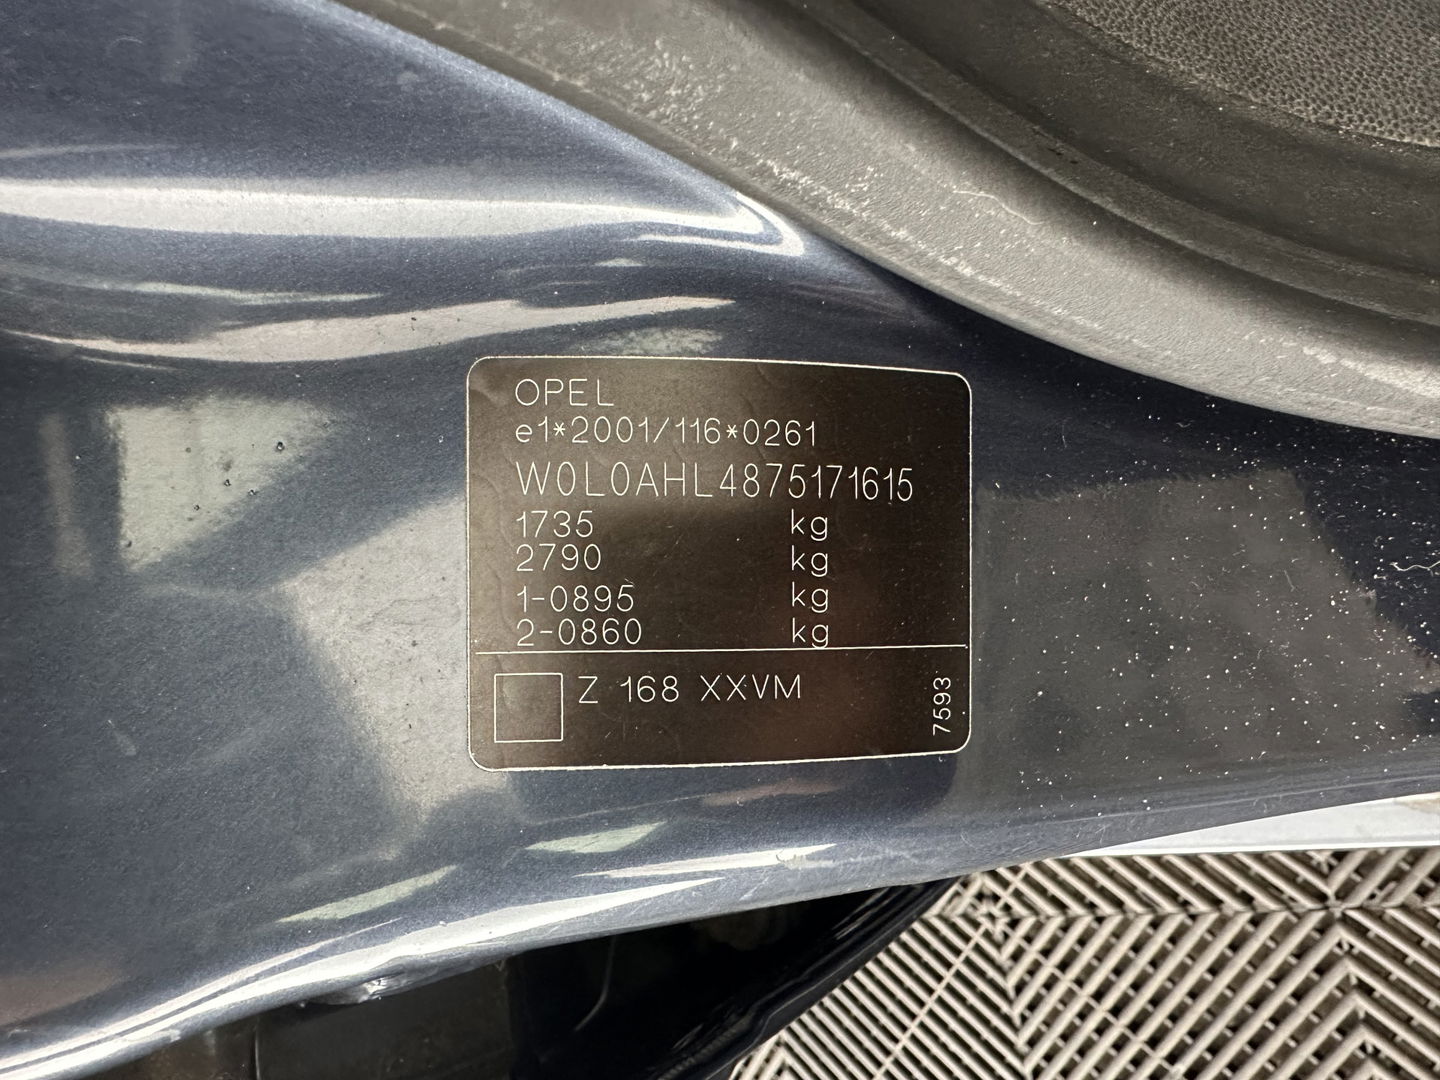 OPEL
e1*2001/116*0261
W0L0AHL4875171615
1735 kg
2790 kg
1-0895 kg
2-0860 kg
Z 168 XXVM
7593